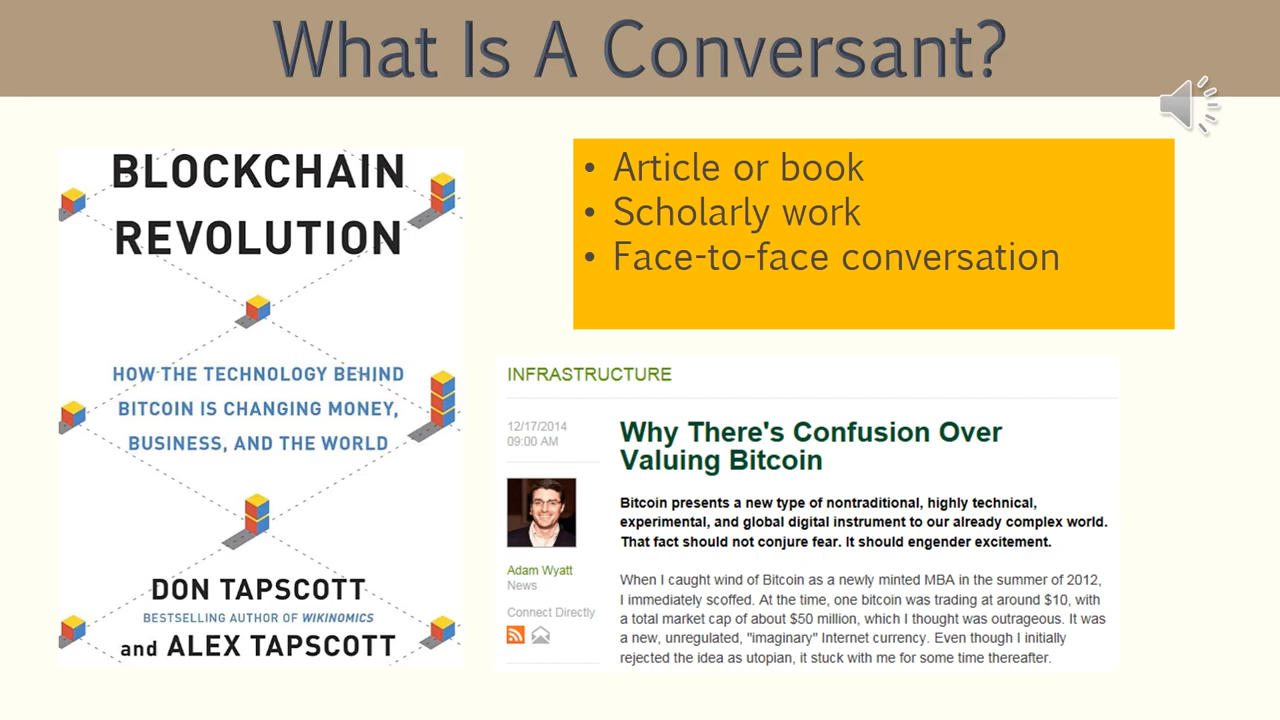 What Is A Conversant?
BLOCKCHAIN
REVOLUTION
HOW THE TECHNOLOGY BEHIND
BITCOIN IS CHANGING MONEY,
BUSINESS, AND THE WORLD
DON TAPSCOTT
BESTSELLING AUTHOR OF WIKINOMICS
and ALEX TAPSCOTT
• Article or book
• Scholarly work
• Face-to-face conversation
INFRASTRUCTURE
12/17/2014
09:00 AM
Adam Wyatt
News
Connect Directly
Why There's Confusion Over
Valuing Bitcoin
Bitcoin presents a new type of nontraditional, highly technical,
experimental, and global digital instrument to our already complex world.
That fact should not conjure fear. It should engender excitement.
When I caught wind of Bitcoin as a newly minted MBA in the summer of 2012,
I immediately scoffed. At the time, one bitcoin was trading at around $10, with
a total market cap of about $50 million, which I thought was outrageous. It was
a new, unregulated, "imaginary" Internet currency. Even though I initially
rejected the idea as utopian, it stuck with me for some time thereafter.